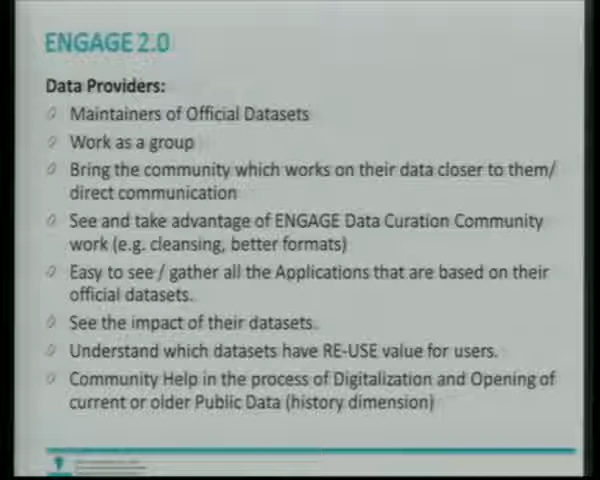 ENGAGE 2.0
Data Providers:
Maintainers of Official Datasets
Work as a group
Bring the community which works on their data closer to them/
direct communication
See and take advantage of ENGAGE Data Curation Community
work (e.g. cleansing, better formats)
Easy to see / gather all the Applications that are based on their
official datasets.
See the impact of their datasets.
Understand which datasets have RE-USE value for users.
Community Help in the process of Digitalization and Opening of
current or older Public Data (history dimension)